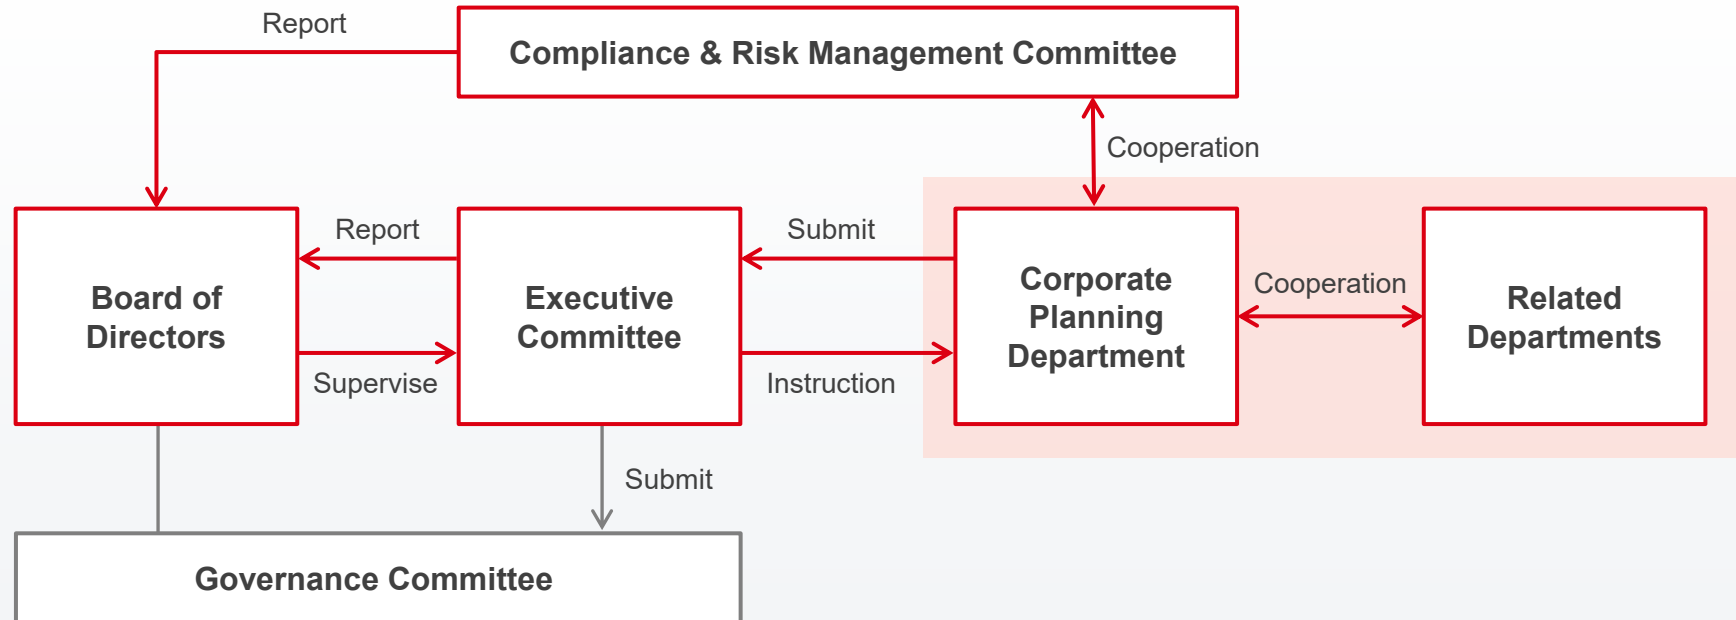 Report
Compliance & Risk Management Committee
Cooperation
Report
Submit
Board of
Directors
Executive
Committee
Corporate
Planning
Department
Cooperation
Related
Departments
Supervise
Instruction
Submit
Governance Committee